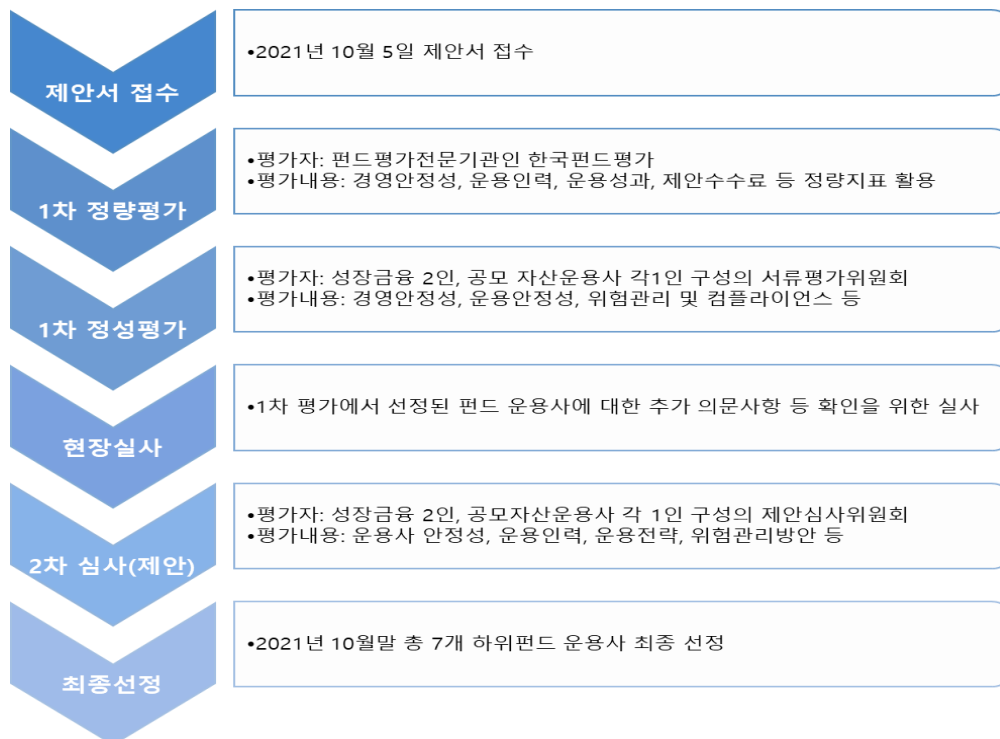 제안서 접수
•2021년 10월 5일 제안서 접수
1차 정량평가
•평가자: 펀드평가전문기관인 한국펀드평가
•평가내용: 경영안정성, 운용인력, 운용성과, 제안수수료 등 정량지표 활용
1차 정성평가
•평가자: 성장금융 2인, 공모 자산운용사 각1인 구성의 서류평가위원회
•평가내용: 경영안정성, 운용안정성, 위험관리 및 컴플라이언스 등
현장실사
•1차 평가에서 선정된 펀드 운용사에 대한 추가 의문사항 등 확인을 위한 실사
2차 심사(제안)
•평가자: 성장금융 2인, 공모자산운용사 각 1인 구성의 제안심사위원회
•평가내용: 운용사 안정성, 운용인력, 운용전략, 위험관리방안 등
최종선정
•2021년 10월말 총 7개 하위펀드 운용사 최종 선정